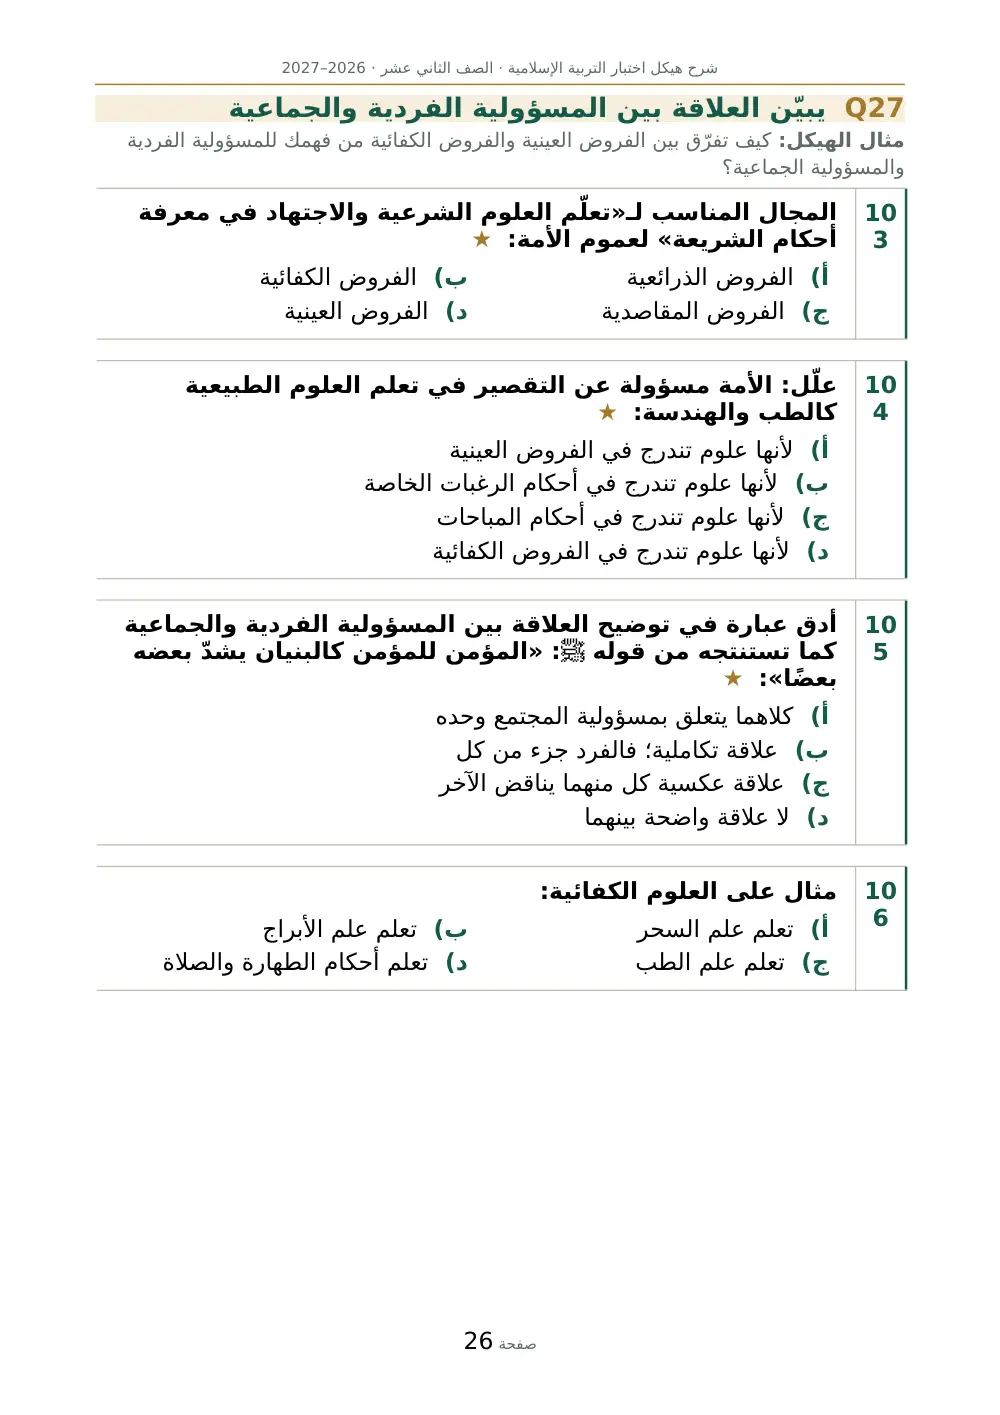 شرح هيكل اختبار التربية الإسلامية · الصف الثاني عشر · 2026–2027
Q27 يبيّن العلاقة بين المسؤولية الفردية والجماعية
مثال الهيكل: كيف تفرّق بين الفروض العينية والفروض الكفائية من فهمك للمسؤولية الفردية
والمسؤولية الجماعية؟
103
المجال المناسب لـ«تعلّم العلوم الشرعية والاجتهاد في معرفة
أحكام الشريعة» لعموم الأمة: ★
أ) الفروض الذرائعية ب) الفروض الكفائية
ج) الفروض المقاصدية د) الفروض العينية
104
علّل: الأمة مسؤولة عن التقصير في تعلم العلوم الطبيعية
كالطب والهندسة: ★
أ) لأنها علوم تندرج في الفروض العينية
ب) لأنها علوم تندرج في أحكام الرغبات الخاصة
ج) لأنها علوم تندرج في أحكام المباحات
د) لأنها علوم تندرج في الفروض الكفائية
105
أدق عبارة في توضيح العلاقة بين المسؤولية الفردية والجماعية
كما تستنتجه من قوله ﷺ: «المؤمن للمؤمن كالبنيان يشدّ بعضه
بعضًا»: ★
أ) كلاهما يتعلق بمسؤولية المجتمع وحده
ب) علاقة تكاملية؛ فالفرد جزء من كل
ج) علاقة عكسية كل منهما يناقض الآخر
د) لا علاقة واضحة بينهما
106
مثال على العلوم الكفائية:
أ) تعلم علم السحر ب) تعلم علم الأبراج
ج) تعلم علم الطب د) تعلم أحكام الطهارة والصلاة
صفحة 26